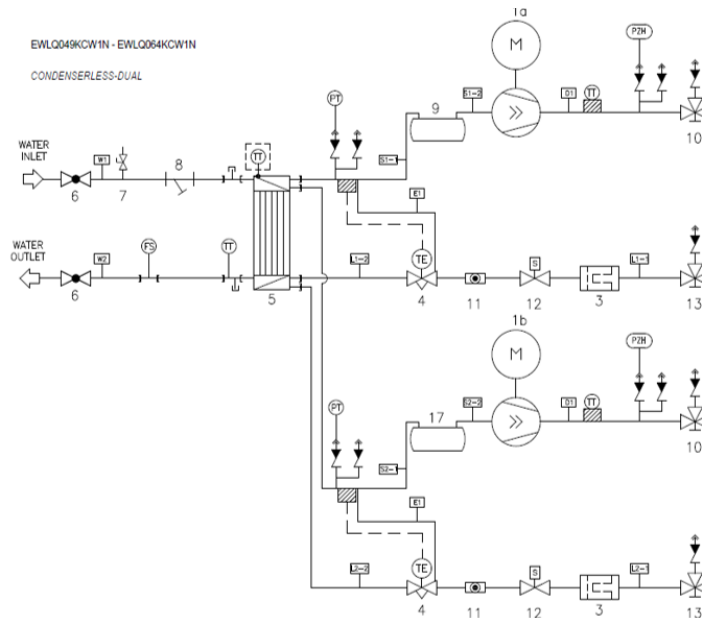 EWLQ049KCW1N - EWLQ064KCW1N
CONDENSERLESS-DUAL
1a
M
PZH
PT
9
S1-2
D1
TT
10
WATER
INLET
W1
8
S1-
TT
6
7
E1
WATER
OUTLET
W2
FS
TT
L1-2
TE
S
L1-1
6
5
4
11
12
3
13
1b
M
PZH
PT
17
S2-2
D1
TT
10
S2-
E1
L2-2
TE
S
L2-1
4
11
12
3
13